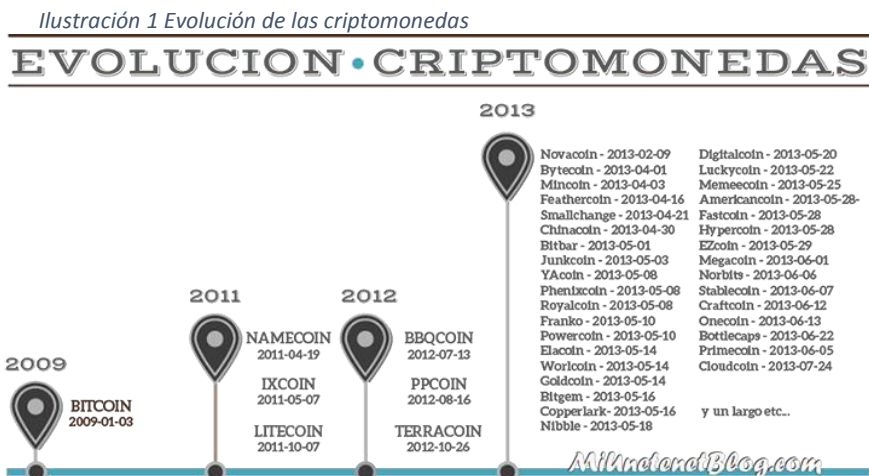 Ilustración 1 Evolución de las criptomonedas
EVOLUCION • CRIPTOMONEDAS
2009
BITCOIN
2009-01-03
2011
NAMECOIN
2011-04-19
IXCOIN
2011-05-07
LITECOIN
2011-10-07
2012
BBQCOIN
2012-07-13
PPCOIN
2012-08-16
TERRACOIN
2012-10-26
2013
Novacoin - 2013-02-09
Bytecoin - 2013-04-01
Mincoin - 2013-04-03
Feathercoin - 2013-04-16
Smallchange - 2013-04-21
Chinacoin - 2013-04-30
Bitbar - 2013-05-01
Junkcoin - 2013-05-03
YAcoin - 2013-05-08
Phenixcoin - 2013-05-08
Royalcoin - 2013-05-08
Franko - 2013-05-10
Powercoin - 2013-05-10
Elacoin - 2013-05-14
Worlcoin - 2013-05-14
Goldcoin - 2013-05-14
Bitgem - 2013-05-16
Copperlark- 2013-05-16
Nibble - 2013-05-18
Digitalcoin - 2013-05-20
Luckycoin - 2013-05-22
Memeecoin - 2013-05-25
Americancoin - 2013-05-28-
Fastcoin - 2013-05-28
Hypercoin - 2013-05-28
EZcoin - 2013-05-29
Megacoin - 2013-06-01
Norbits - 2013-06-06
Stablecoin - 2013-06-07
Craftcoin - 2013-06-12
Onecoin - 2013-06-13
Bottlecaps - 2013-06-22
Primecoin - 2013-06-05
Cloudcoin - 2013-07-24
y un largo etc...